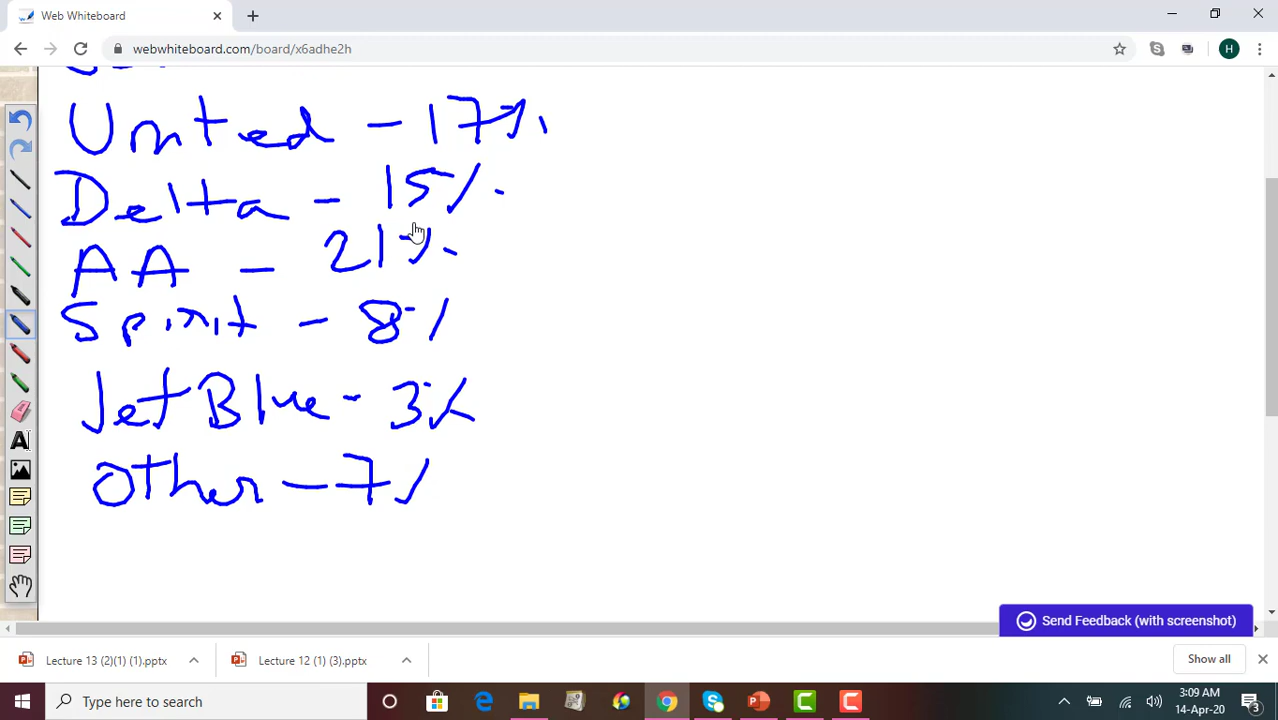 Web Whiteboard
webwhiteboard.com/board/x6adhe2h
H
United - 17%
Delta - 15%
AA - 21%
Spirit - 8%
JetBlue - 3%
Other - 7%
A
Send Feedback (with screenshot)
Lecture 13 (2)(1) (1).pptx
Lecture 12 (1) (3).pptx
Show all
Type here to search
3:09 AM
14-Apr-20
3